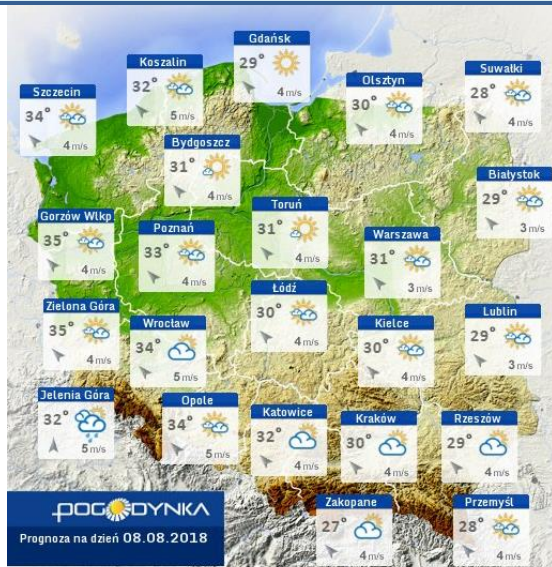 Gdańsk
29°
4 m/s
Koszalin
32°
5 m/s
Suwałki
28°
4 m/s
Olsztyn
30°
4 m/s
Szczecin
34°
4 m/s
Bydgoszcz
31°
4 m/s
Białystok
29°
3 m/s
Toruń
31°
4 m/s
Gorzów Wlkp
35°
4 m/s
Poznań
33°
4 m/s
Warszawa
31°
3 m/s
Łódź
30°
4 m/s
Zielona Góra
35°
4 m/s
Wrocław
34°
5 m/s
Kielce
30°
4 m/s
Lublin
29°
3 m/s
Jelenia Góra
32°
5 m/s
Opole
34°
5 m/s
Katowice
32°
4 m/s
Kraków
30°
4 m/s
Rzeszów
29°
4 m/s
Zakopane
27°
4 m/s
Przemyśl
28°
4 m/s
POGODYNKA
Prognoza na dzień 08.08.2018